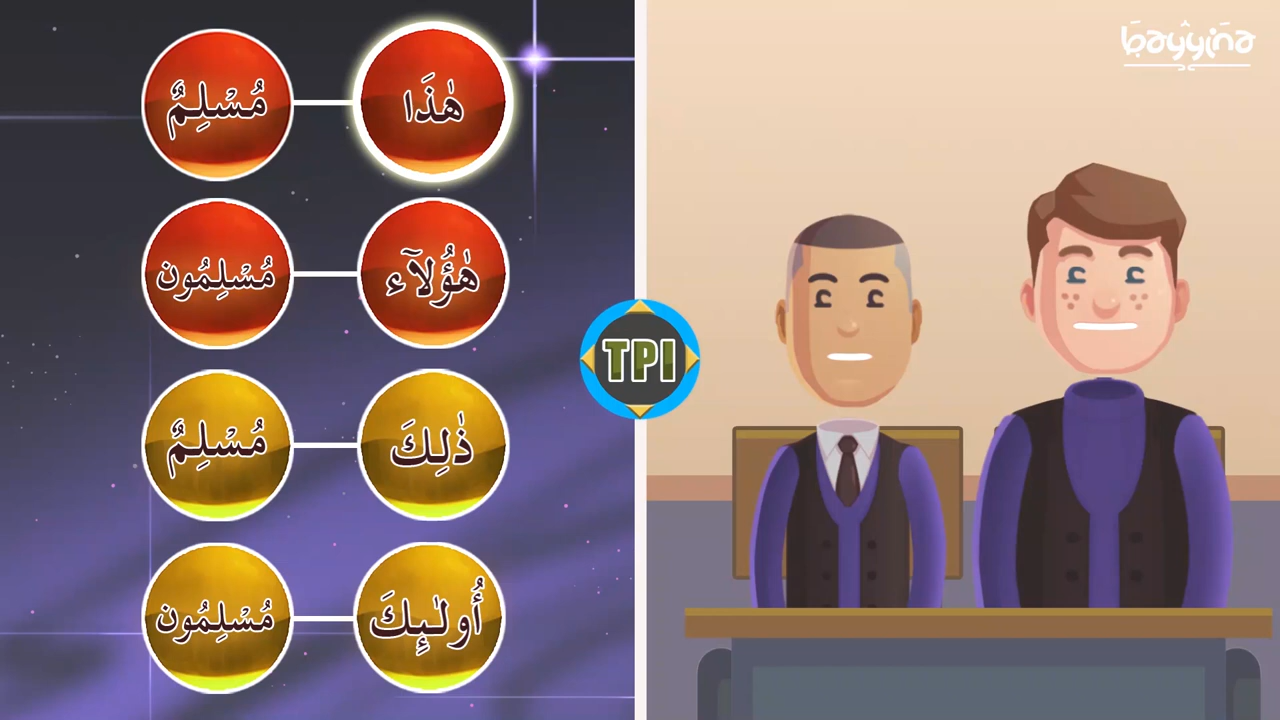 هٰذَا مُسْلِمٌ
هٰؤُلَآء مُسْلِمُون
ذٰلِكَ مُسْلِمٌ
أُولٰئِكَ مُسْلِمُون
TPI
bayyina